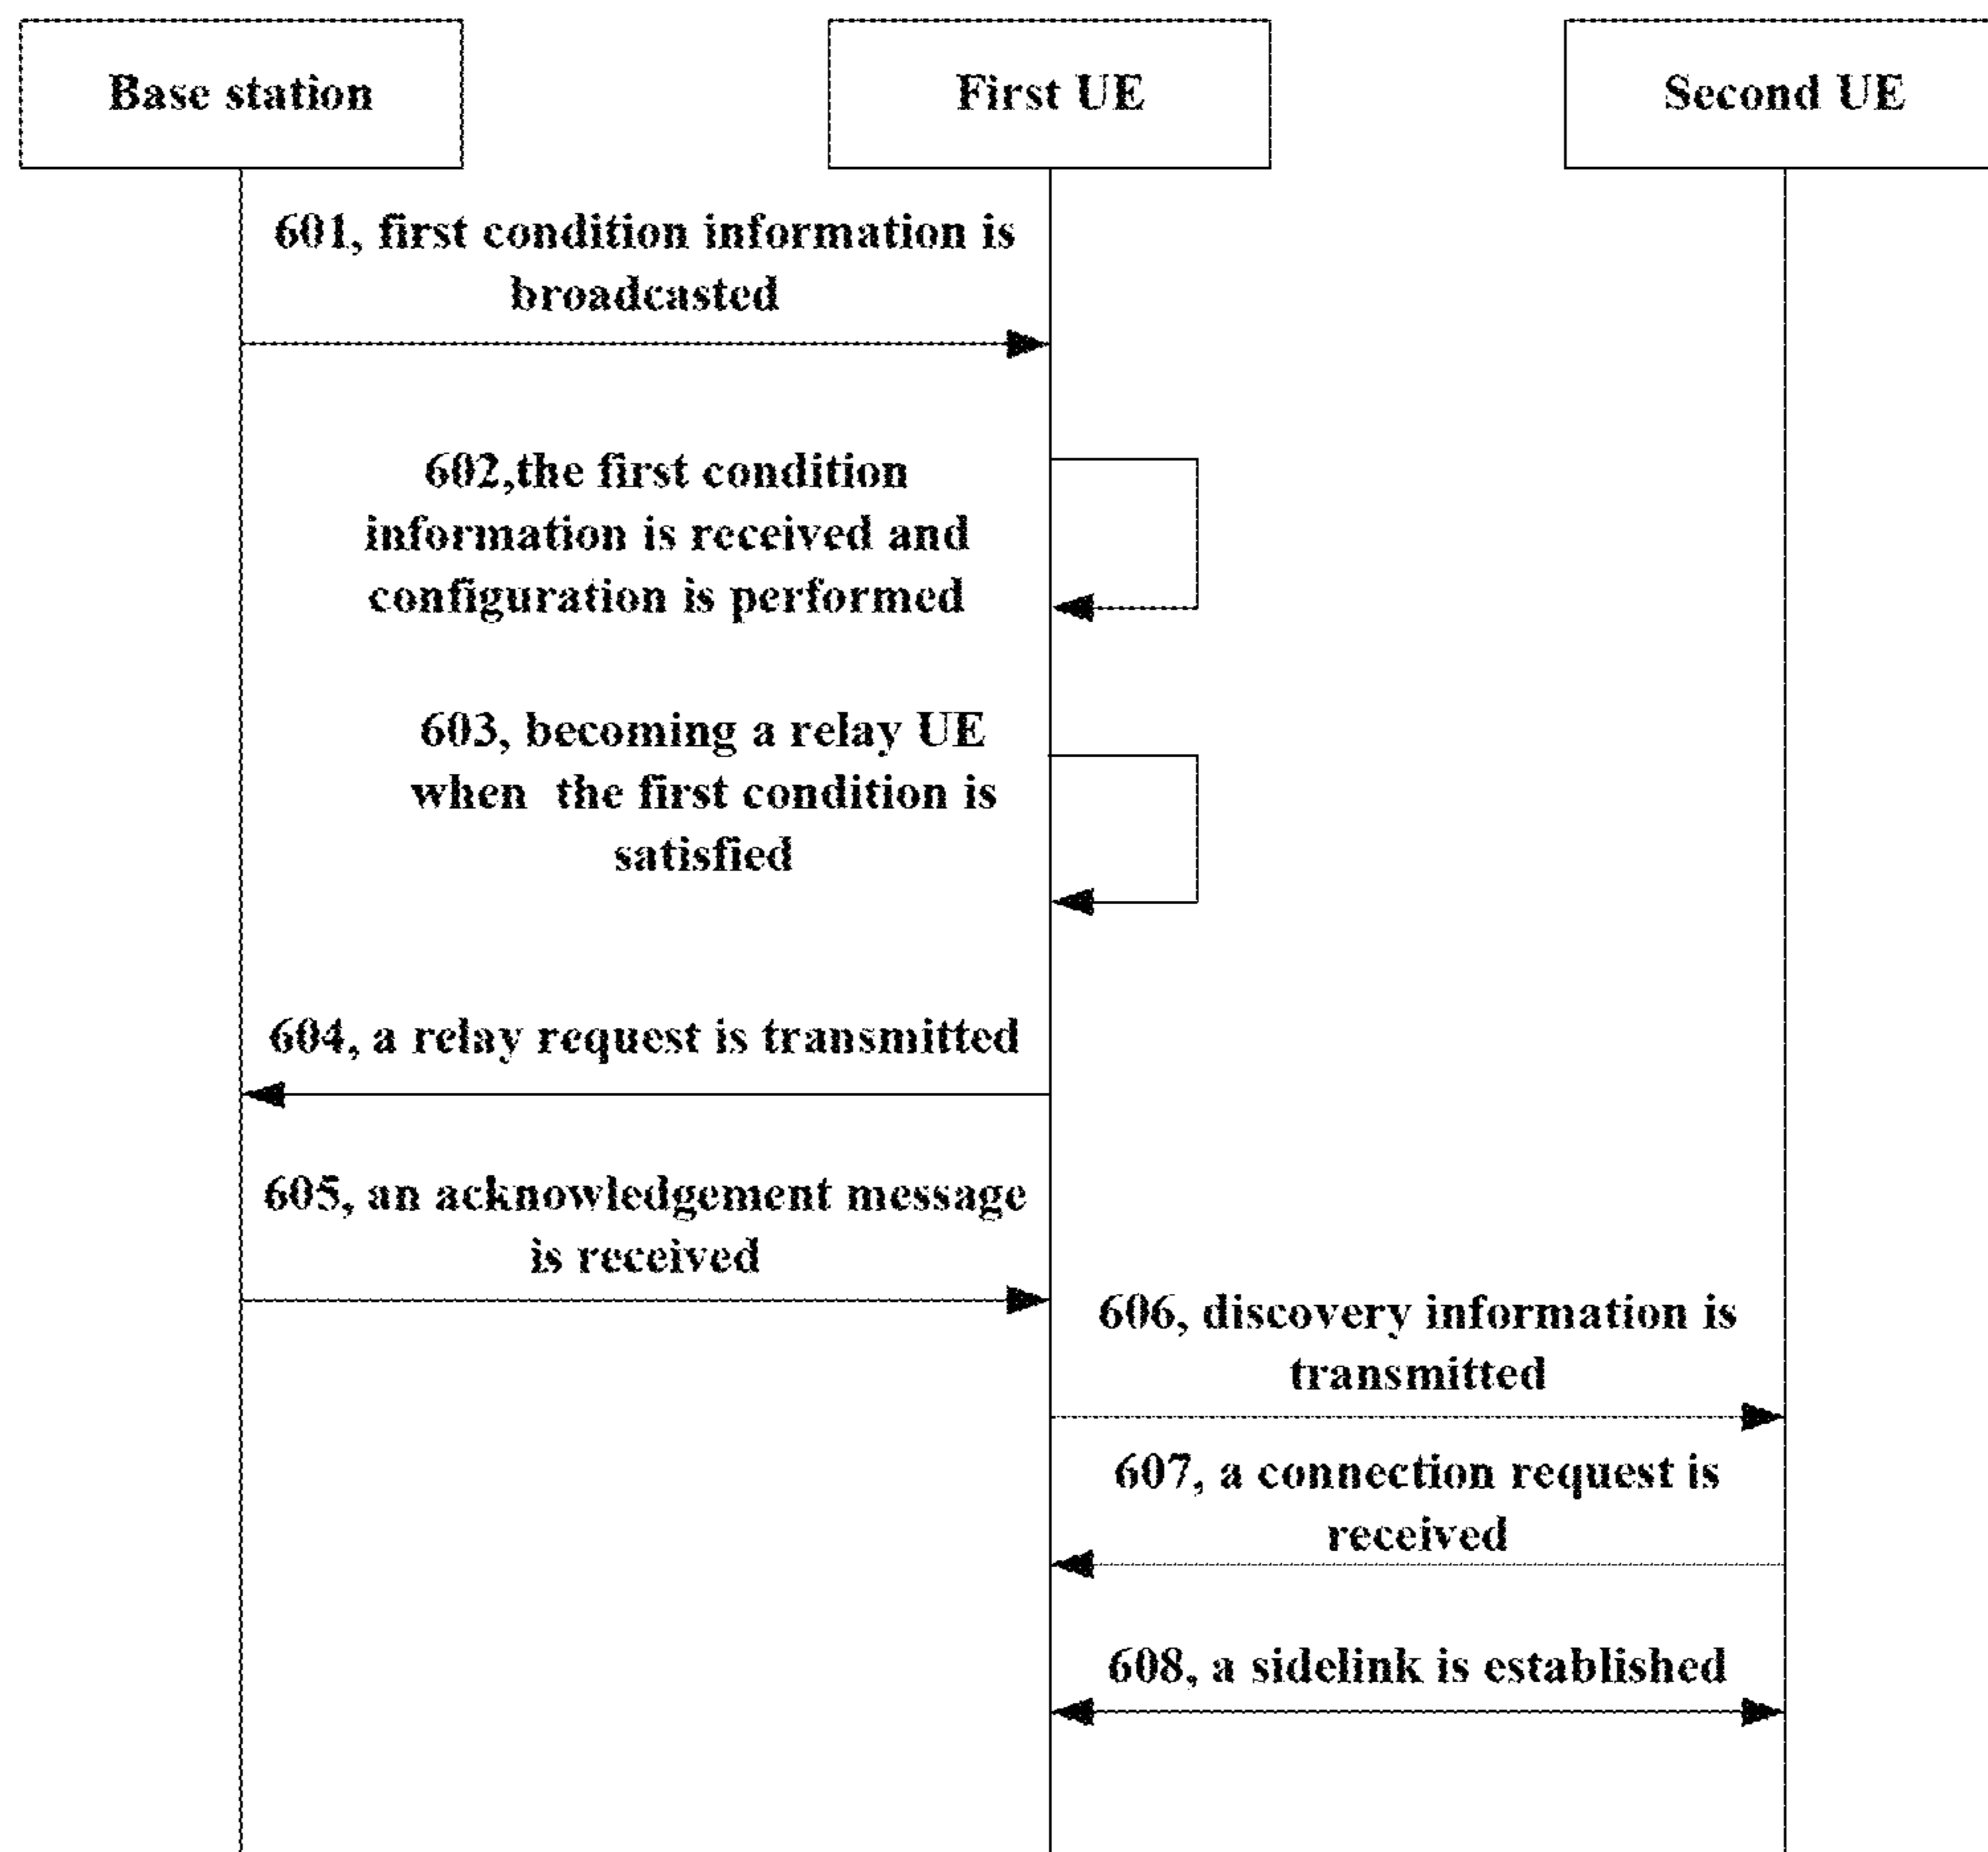 Base station
First UE
Second UE
601, first condition information is
broadcasted
602,the first condition
information is received and
configuration is performed
603, becoming a relay UE
when the first condition is
satisfied
604, a relay request is transmitted
605, an acknowledgement message
is received
606, discovery information is
transmitted
607, a connection request is
received
608, a sidelink is established